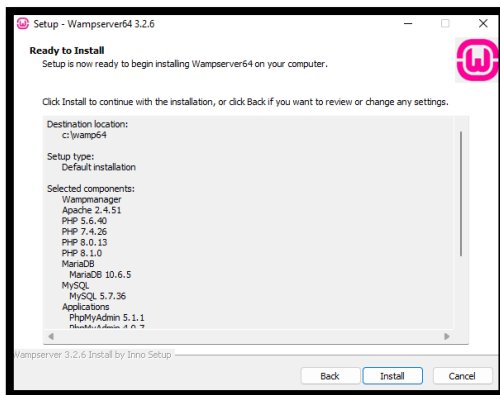 Setup - Wampserver64 3.2.6
Ready to Install
Setup is now ready to begin installing Wampserver64 on your computer.
Click Install to continue with the installation, or click Back if you want to review or change any settings.
Destination location:
c:\wamp64
Setup type:
Default installation
Selected components:
Wampmanager
Apache 2.4.51
PHP 5.6.40
PHP 7.4.26
PHP 8.0.13
PHP 8.1.0
MariaDB
MariaDB 10.6.5
MySQL
MySQL 5.7.36
Applications
PhpMyAdmin 5.1.1
PhpMyAdmin 4.9.7
Wampserver 3.2.6 Install by Inno Setup
Back Install Cancel